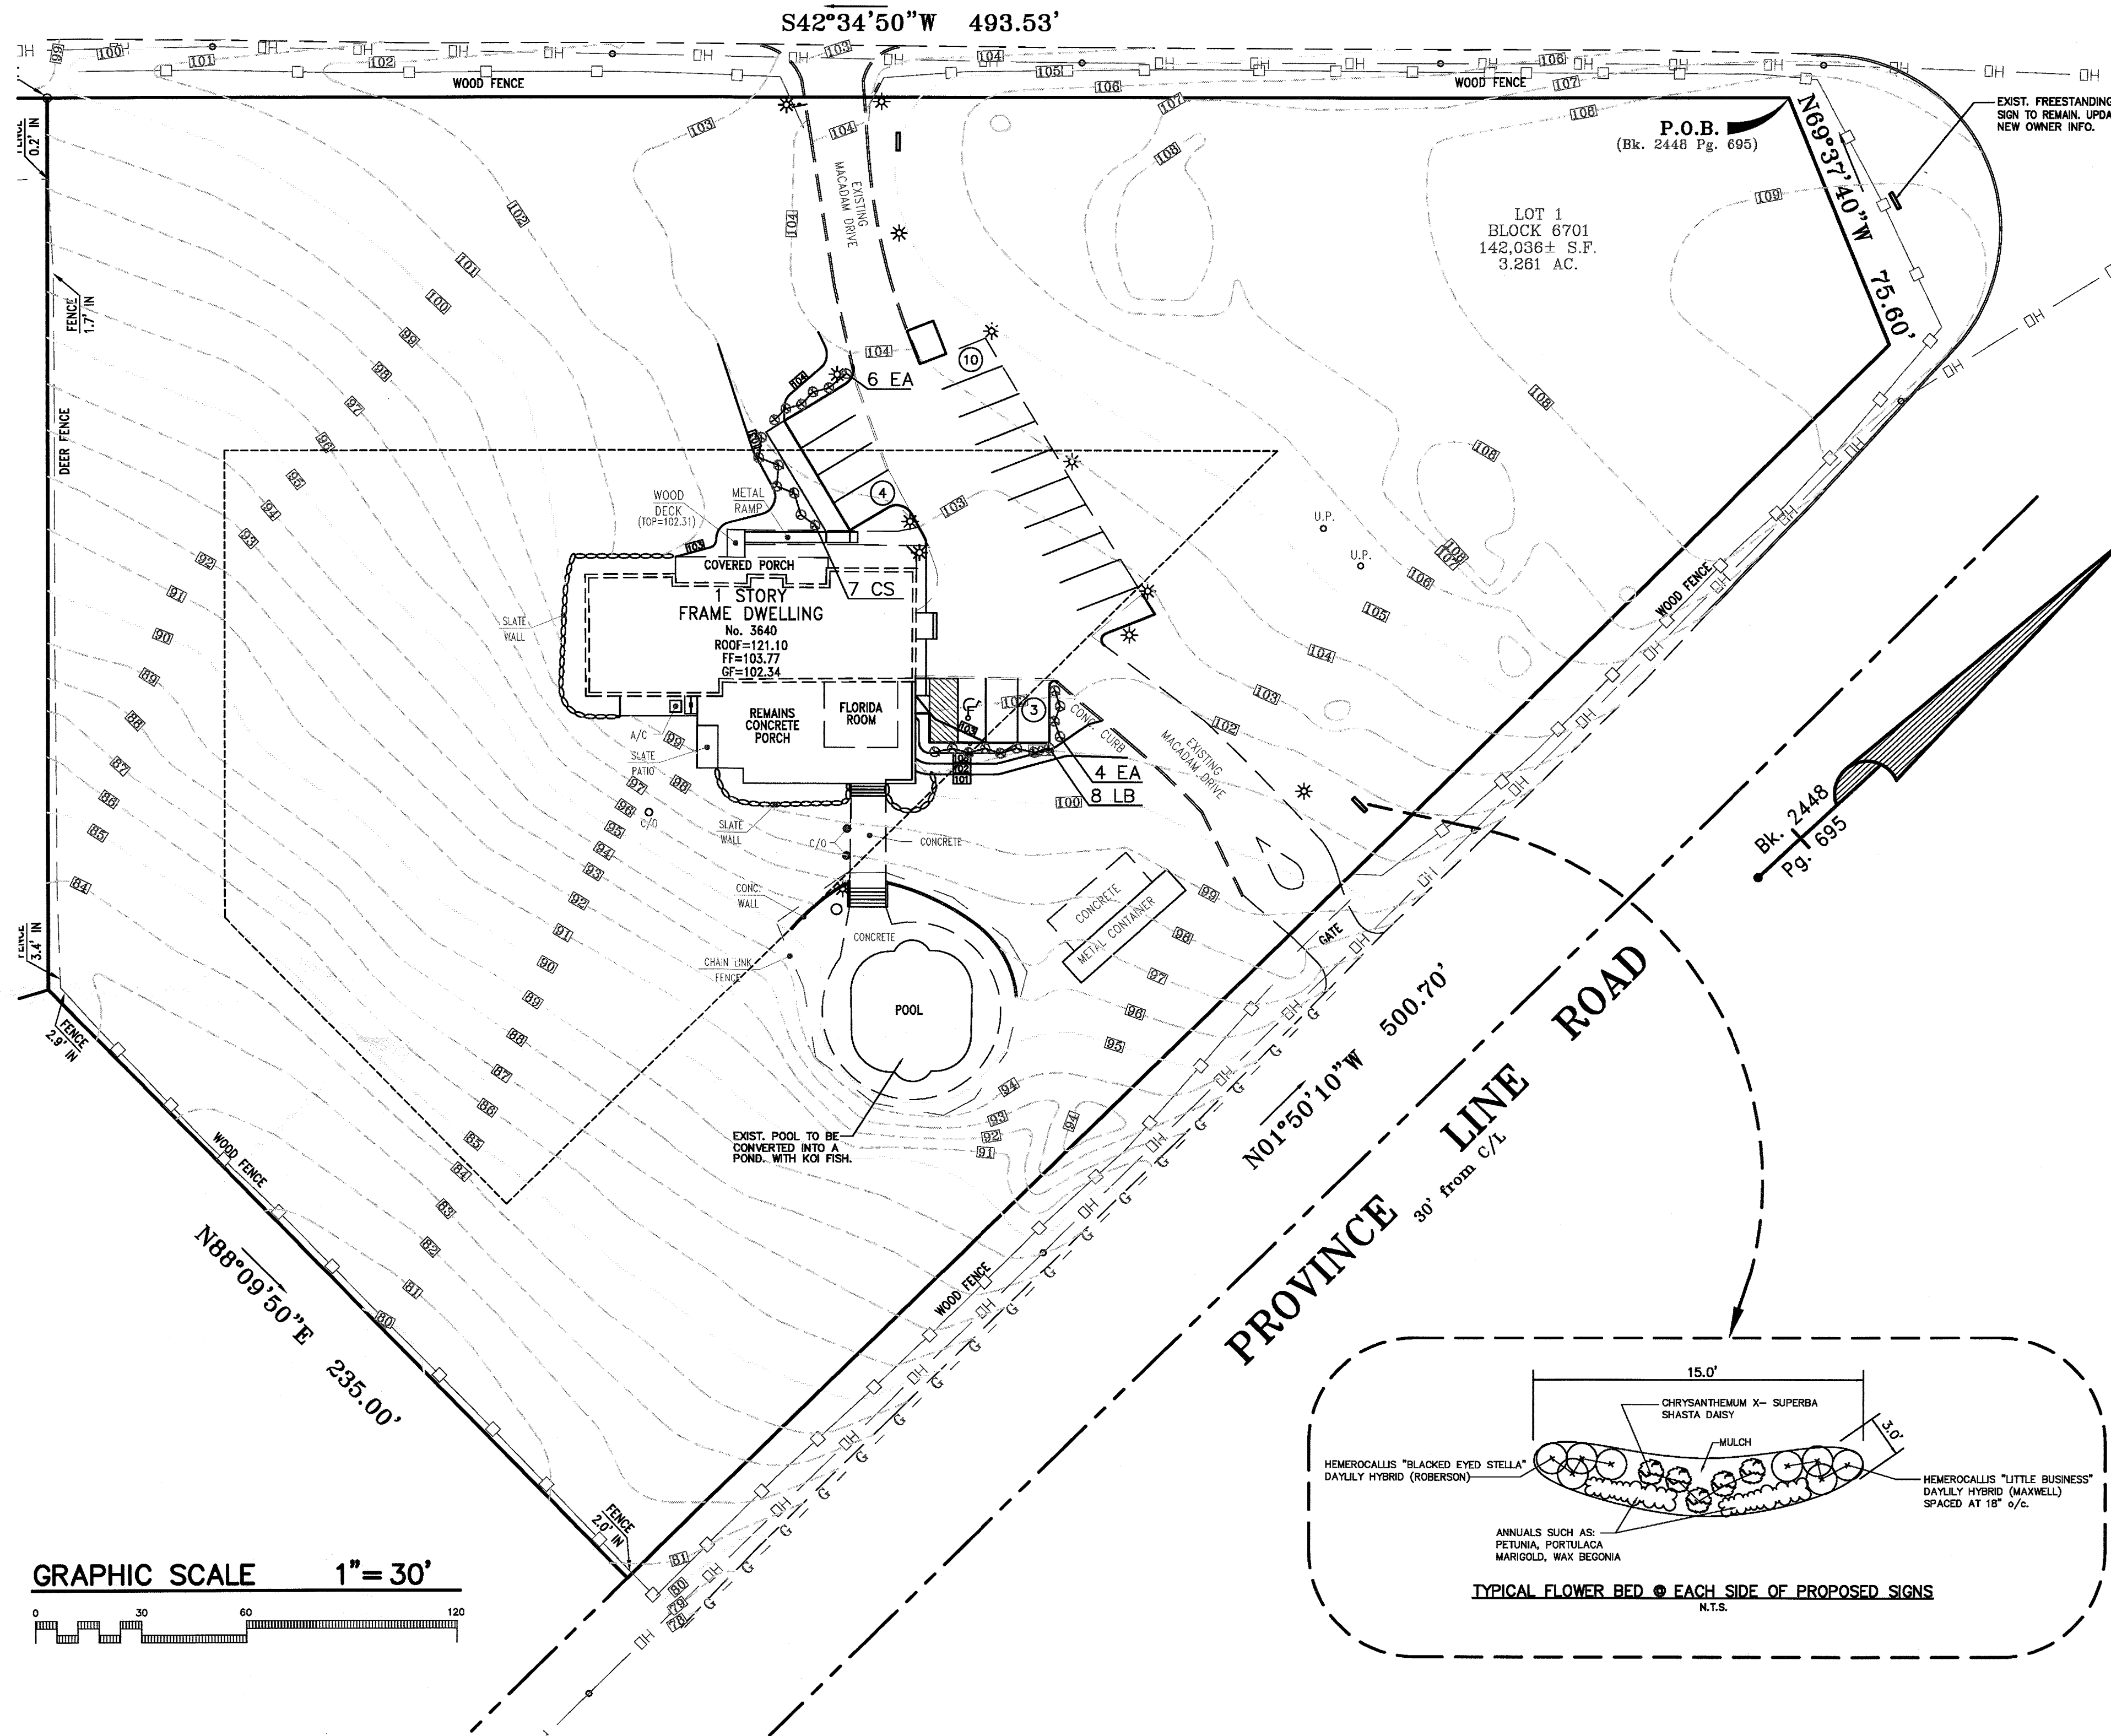 S42°34'50"W 493.53'
WOOD FENCE
WOOD FENCE
EXIST. FREESTANDING
SIGN TO REMAIN.
NEW OWNER INFO.
P.O.B.
(Bk. 2448 Pg. 695)
N69°37'40"W 75.60'
LOT 1
BLOCK 6701
142,036± S.F.
3.261 AC.
0.2' IN
FENCE
1.7' IN
DEER FENCE
3.4' IN
FENCE
2.9' IN
EXISTING
MACADAM DRIVE
10
6 EA
4
WOOD
DECK
(TOP=102.31)
METAL
RAMP
COVERED PORCH
7 CS
1 STORY
FRAME DWELLING
No. 3640
ROOF=121.10
FF=103.77
GF=102.34
SLATE
WALL
REMAINS
CONCRETE
PORCH
FLORIDA
ROOM
A/C
SLATE
PATIO
C/O
SLATE
WALL
C/O
CONCRETE
3
CONC. CURB
4 EA
8 LB
EXISTING
MACADAM DRIVE
U.P.
U.P.
WOOD FENCE
CONC.
WALL
CONCRETE
CHAIN LINK
FENCE
POOL
CONCRETE
METAL CONTAINER
GATE
EXIST. POOL TO BE
CONVERTED INTO A
POND. WITH KOI FISH.
Bk. 2448
Pg. 695
N01°50'10"W 500.70'
PROVINCE LINE ROAD
30' from C/L
WOOD FENCE
WOOD FENCE
N88°09'50"E 235.00'
FENCE
2.0' IN
GRAPHIC SCALE 1"=30'
0 30 60 120
15.0'
3.0'
CHRYSANTHEMUM X- SUPERBA
SHASTA DAISY
MULCH
HEMEROCALLIS "BLACKED EYED STELLA"
DAYLILY HYBRID (ROBERSON)
HEMEROCALLIS "LITTLE BUSINESS"
DAYLILY HYBRID (MAXWELL)
SPACED AT 18" o/c.
ANNUALS SUCH AS:
PETUNIA, PORTULACA
MARIGOLD, WAX BEGONIA
TYPICAL FLOWER BED @ EACH SIDE OF PROPOSED SIGNS
N.T.S.